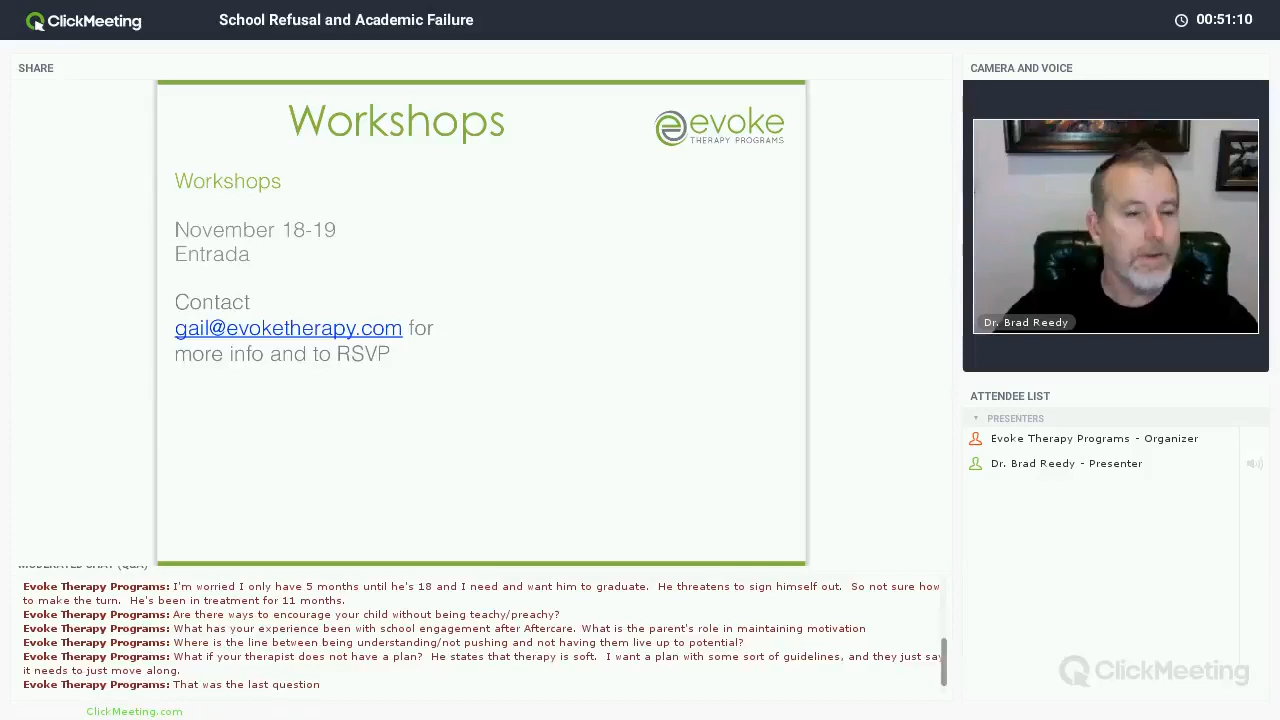 ClickMeeting
School Refusal and Academic Failure
00:51:10
SHARE
CAMERA AND VOICE
Workshops
evoke
THERAPY PROGRAMS
Workshops
November 18-19
Entrada
Contact
gail@evoketherapy.com for
more info and to RSVP
Dr. Brad Reedy
ATTENDEE LIST
PRESENTERS
Evoke Therapy Programs - Organizer
Dr. Brad Reedy - Presenter
MODERATED CHAT (Q&A)
Evoke Therapy Programs: I'm worried I only have 5 months until he's 18 and I need and want him to graduate. He threatens to sign himself out. So not sure how
to make the turn. He's been in treatment for 11 months.
Evoke Therapy Programs: Are there ways to encourage your child without being teachy/preachy?
Evoke Therapy Programs: What has your experience been with school engagement after Aftercare. What is the parent's role in maintaining motivation
Evoke Therapy Programs: Where is the line between being understanding/not pushing and not having them live up to potential?
Evoke Therapy Programs: What if your therapist does not have a plan? He states that therapy is soft. I want a plan with some sort of guidelines, and they just say
it needs to just move along.
Evoke Therapy Programs: That was the last question
ClickMeeting
ClickMeeting.com